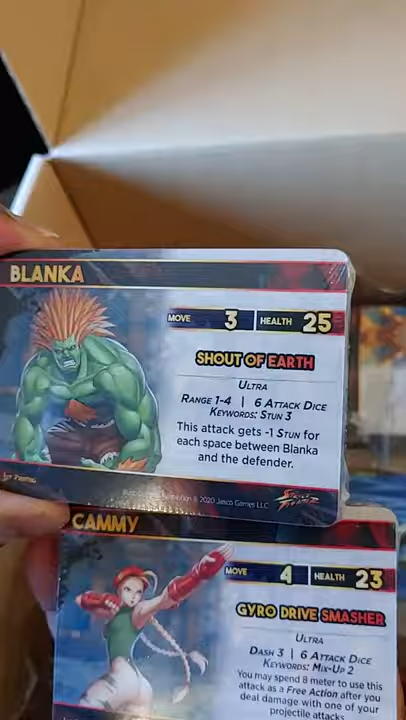 BLANKA
MOVE 3 HEALTH 25
SHOUT OF EARTH
ULTRA
RANGE 1-4 | 6 ATTACK DICE
KEYWORDS: STUN 3
This attack gets -1 STUN for
each space between Blanka
and the defender.
© 2020 Jasco Games LLC
STREET FIGHTER
CAMMY
MOVE 4 HEALTH 23
GYRO DRIVE SMASHER
ULTRA
DASH 3 | 6 ATTACK DICE
KEYWORDS: MIX-UP 2
You may spend 8 meter to use this
attack as a Free Action after you
deal damage with one of your
projectile attacks